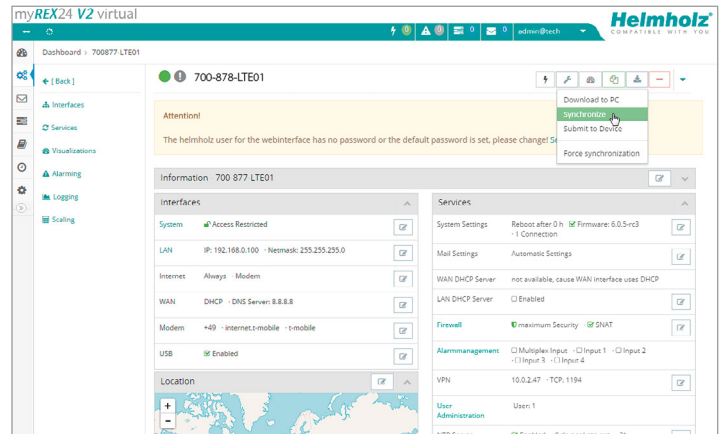 myREX24 V2 virtual
Helmholz
COMPATIBLE WITH YOU
0 0 0 0 admin@tech
Dashboard > 700877-LTE01
[Back]
700-878-LTE01
Interfaces
Services
Visualizations
Alarming
Logging
Scaling
Download to PC
Synchronize
Submit to Device
Force synchronization
Attention!
The helmholz user for the webinterface has no password or the default password is set, please change!
Information - 700 877 LTE01
Interfaces
System Access Restricted
LAN IP: 192.168.0.100 · Netmask: 255.255.255.0
Internet Always · Modem
WAN DHCP · DNS Server: 8.8.8.8
Modem +49 · internet.t-mobile · t-mobile
USB Enabled
Location
+
-
Services
System Settings Reboot after 0 h Firmware: 6.0.5-rc3
· 1 Connection
Mail Settings Automatic Settings
WAN DHCP Server not available, cause WAN interface uses DHCP
LAN DHCP Server Enabled
Firewall maximum Security · SNAT
Alarmmanagement Multiplex Input · Input 1 · Input 2
· Input 3 · Input 4
VPN 10.0.2.47 · TCP: 1194
User
Administration User: 1